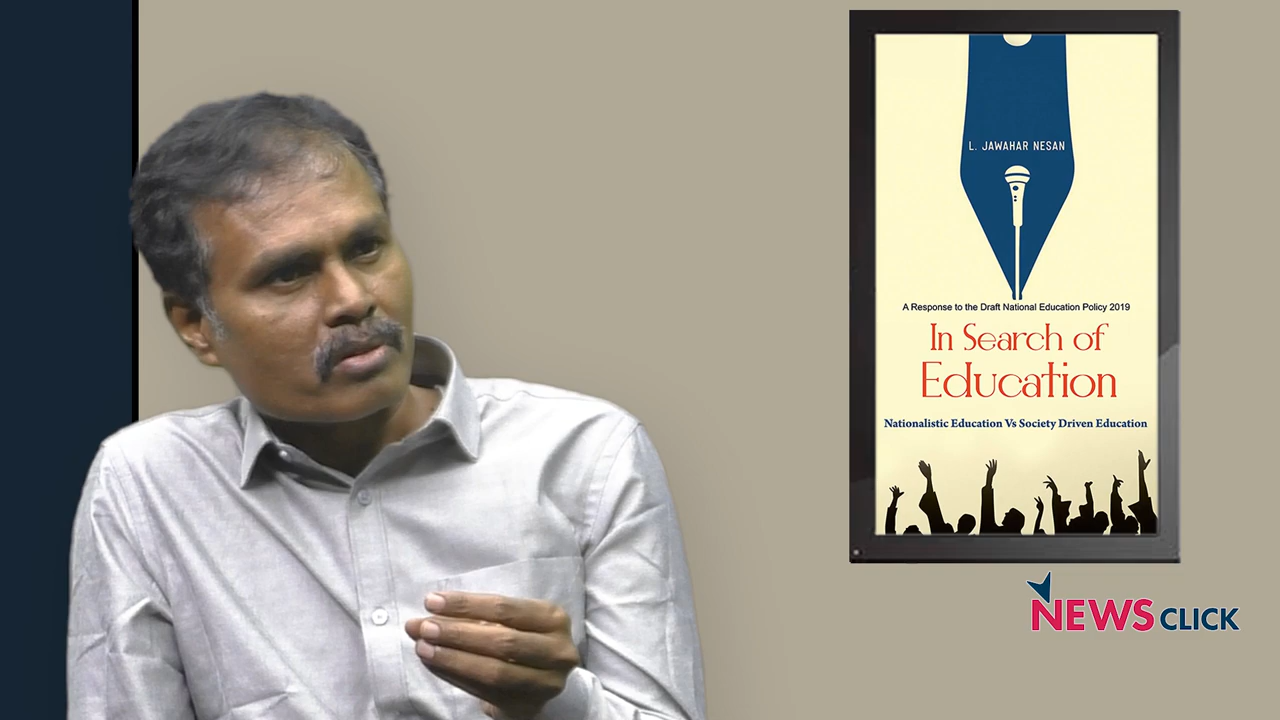 L. JAWAHAR NESAN
A Response to the Draft National Education Policy 2019
In Search of
Education
Nationalistic Education Vs Society Driven Education
NEWSCLICK